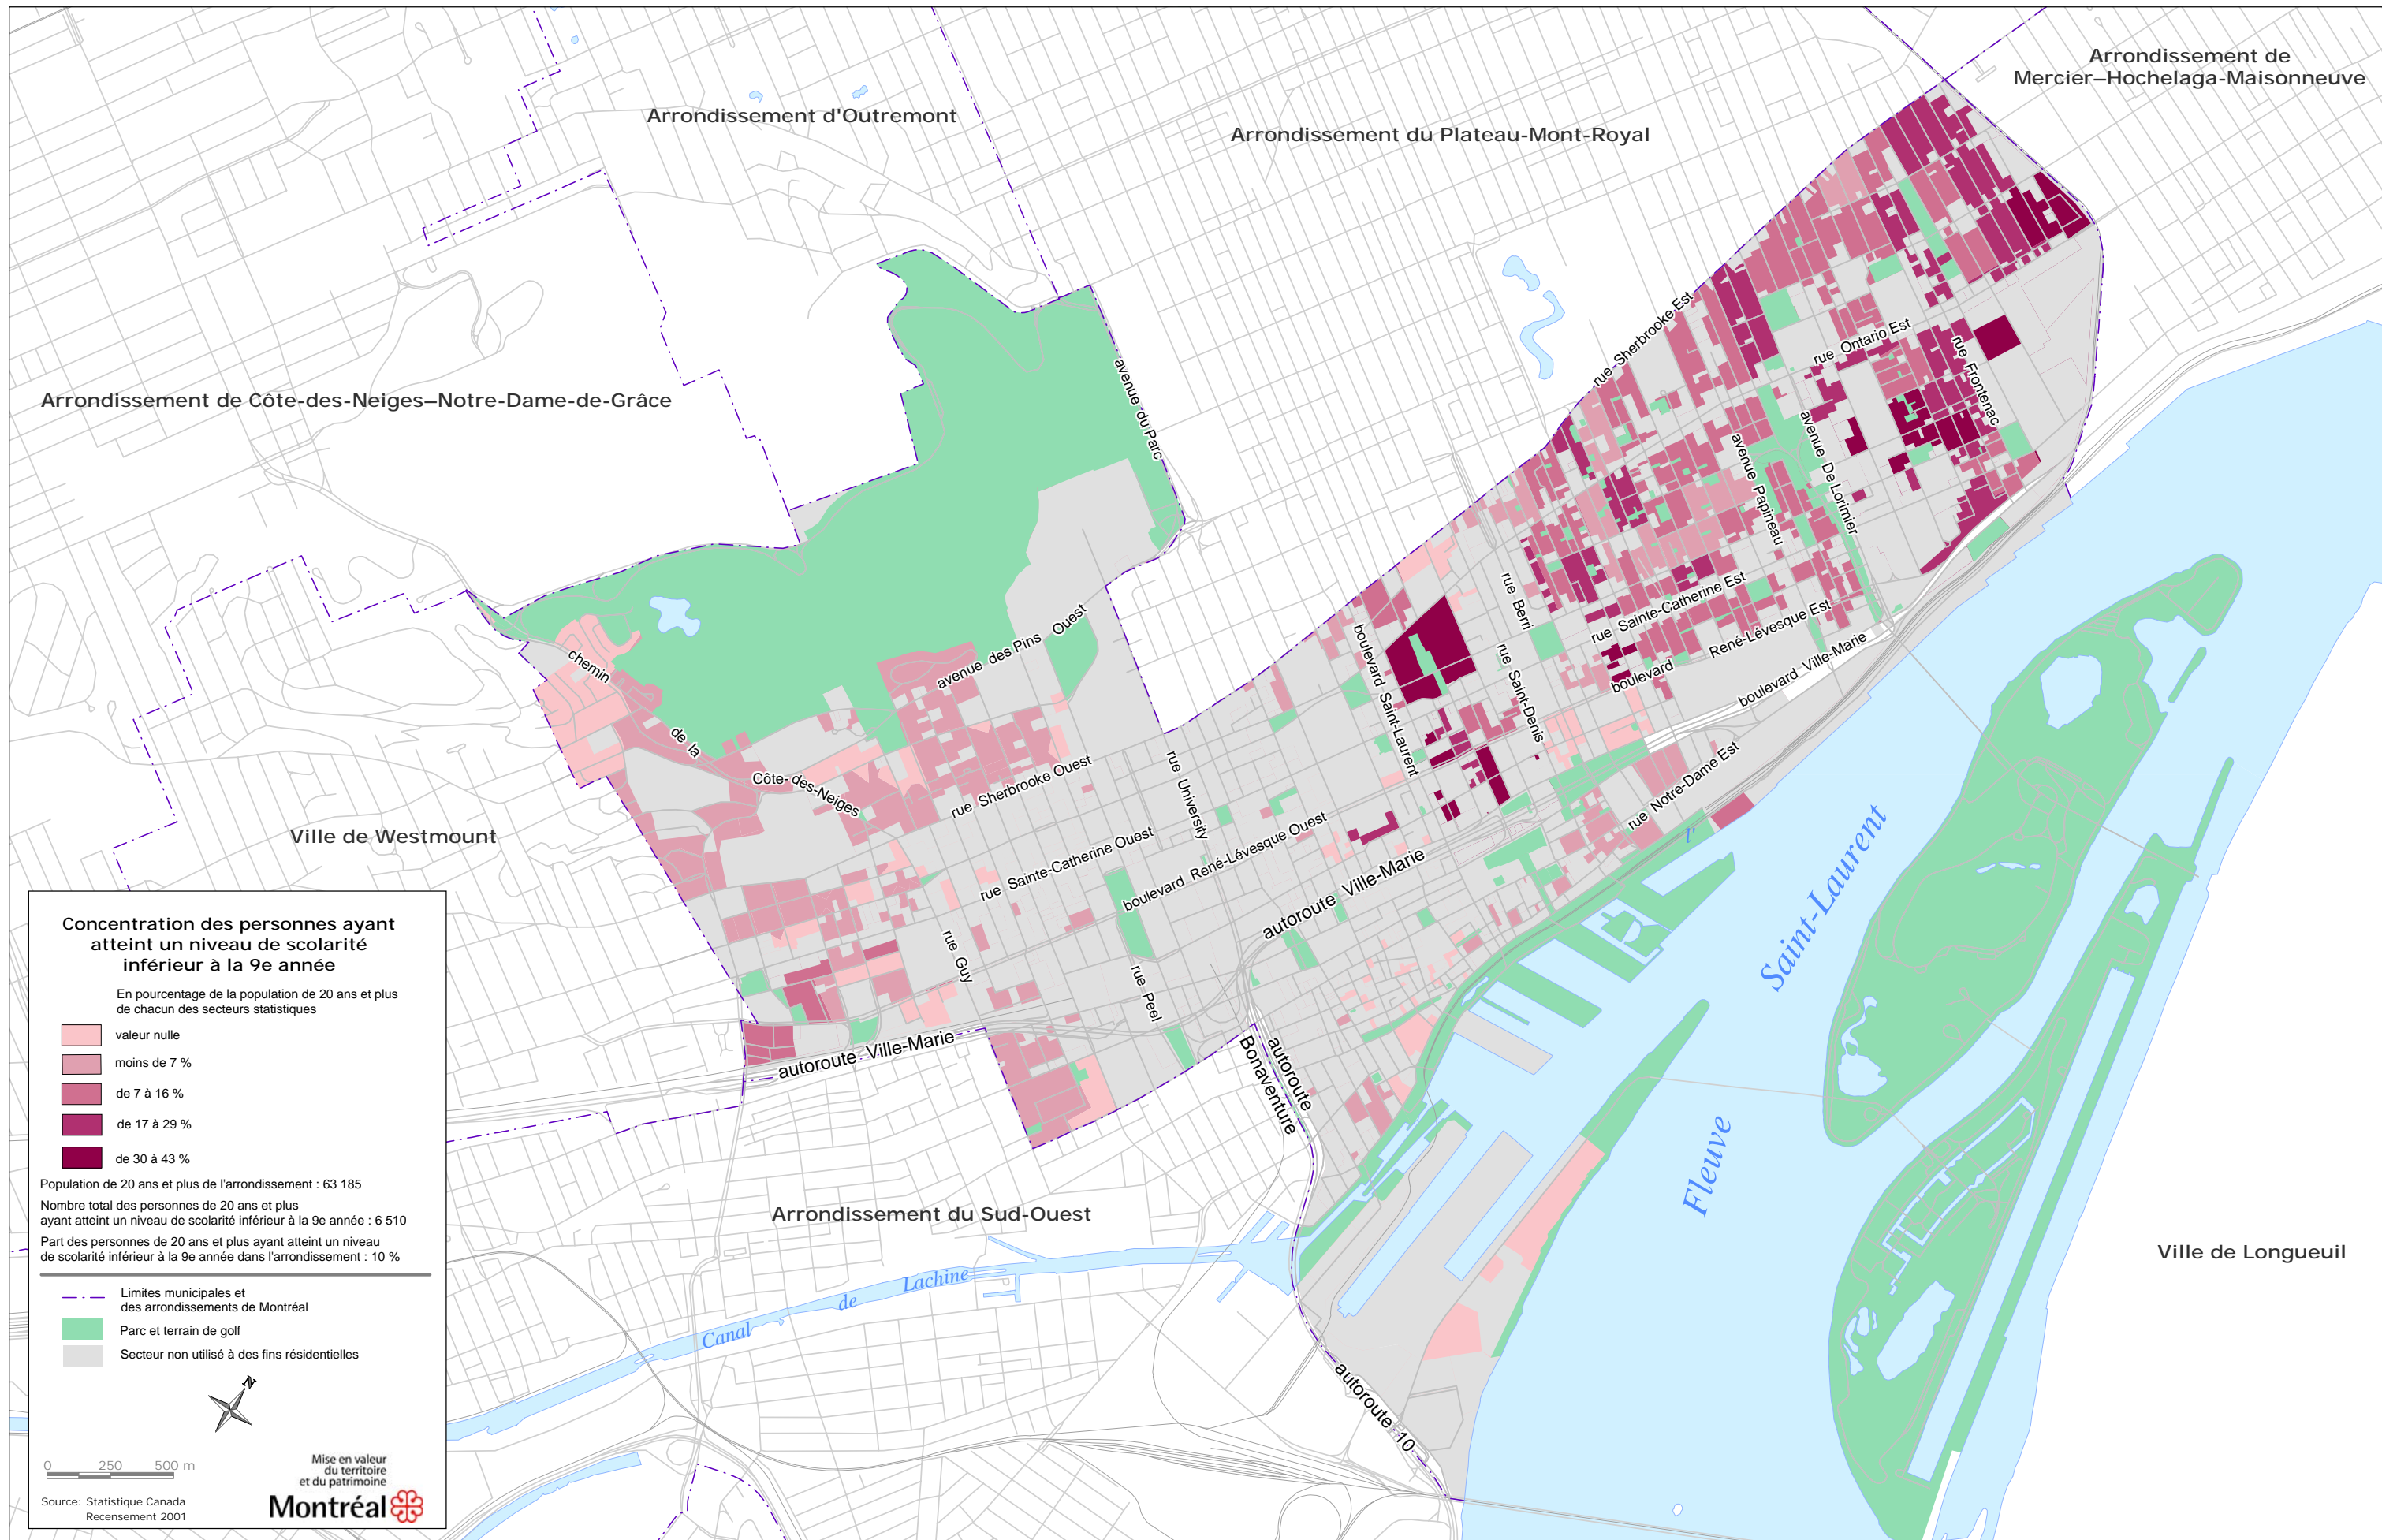 Arrondissement de
Mercier–Hochelaga-Maisonneuve
Arrondissement d'Outremont
Arrondissement du Plateau-Mont-Royal
Arrondissement de Côte-des-Neiges–Notre-Dame-de-Grâce
avenue du Parc
rue Sherbrooke Est
rue Ontario Est
rue Frontenac
avenue De Lorimier
avenue Papineau
rue Berri
rue Sainte-Catherine Est
boulevard René-Lévesque Est
boulevard Ville-Marie
avenue des Pins Ouest
boulevard Saint-Laurent
rue Saint-Denis
chemin de la Côte-des-Neiges
rue Sherbrooke Ouest
rue University
rue Notre-Dame Est
Ville de Westmount
rue Sainte-Catherine Ouest
boulevard René-Lévesque Ouest
autoroute Ville-Marie
rue Guy
rue Peel
autoroute Ville-Marie
autoroute
Bonaventure
Fleuve Saint-Laurent
l'
Arrondissement du Sud-Ouest
Canal de Lachine
Ville de Longueuil
autoroute 10
Concentration des personnes ayant
atteint un niveau de scolarité
inférieur à la 9e année
En pourcentage de la population de 20 ans et plus
de chacun des secteurs statistiques
valeur nulle
moins de 7 %
de 7 à 16 %
de 17 à 29 %
de 30 à 43 %
Population de 20 ans et plus de l'arrondissement : 63 185
Nombre total des personnes de 20 ans et plus
ayant atteint un niveau de scolarité inférieur à la 9e année : 6 510
Part des personnes de 20 ans et plus ayant atteint un niveau
de scolarité inférieur à la 9e année dans l'arrondissement : 10 %
Limites municipales et
des arrondissements de Montréal
Parc et terrain de golf
Secteur non utilisé à des fins résidentielles
N
0 250 500 m
Mise en valeur
du territoire
et du patrimoine
Montréal
Source: Statistique Canada
Recensement 2001